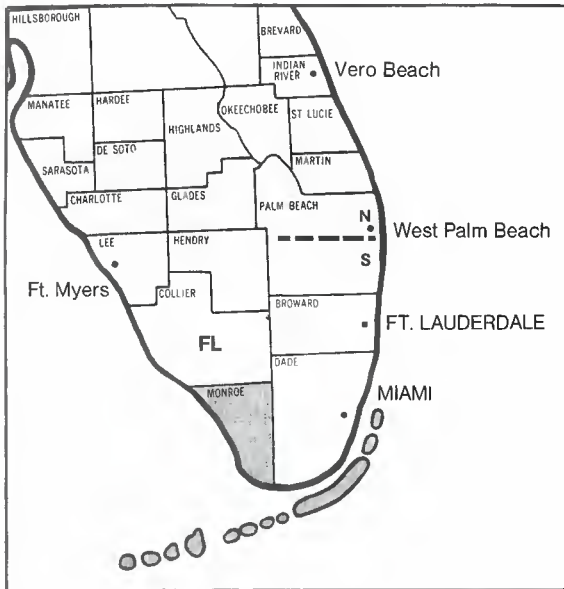 HILLSBOROUGH
BREVARD
INDIAN
RIVER
Vero Beach
MANATEE
HARDEE
OKEECHOBEE
ST LUCIE
HIGHLANDS
DE SOTO
MARTIN
SARASOTA
CHARLOTTE
GLADES
PALM BEACH
N
West Palm Beach
LEE
HENDRY
S
Ft. Myers
COLLIER
BROWARD
FT. LAUDERDALE
FL
DADE
MONROE
MIAMI